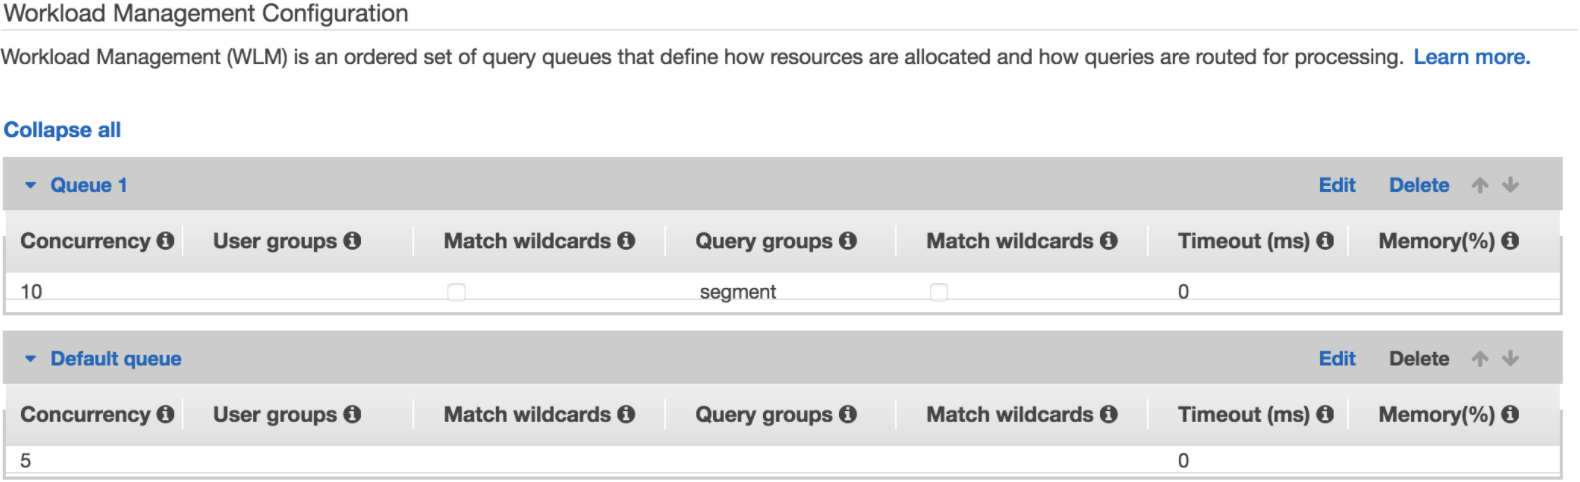 Workload Management Configuration
Workload Management (WLM) is an ordered set of query queues that define how resources are allocated and how queries are routed for processing. Learn more.
Collapse all
Queue 1 Edit Delete
Concurrency User groups Match wildcards Query groups Match wildcards Timeout (ms) Memory(%)
10 segment 0
Default queue Edit Delete
Concurrency User groups Match wildcards Query groups Match wildcards Timeout (ms) Memory(%)
5 0